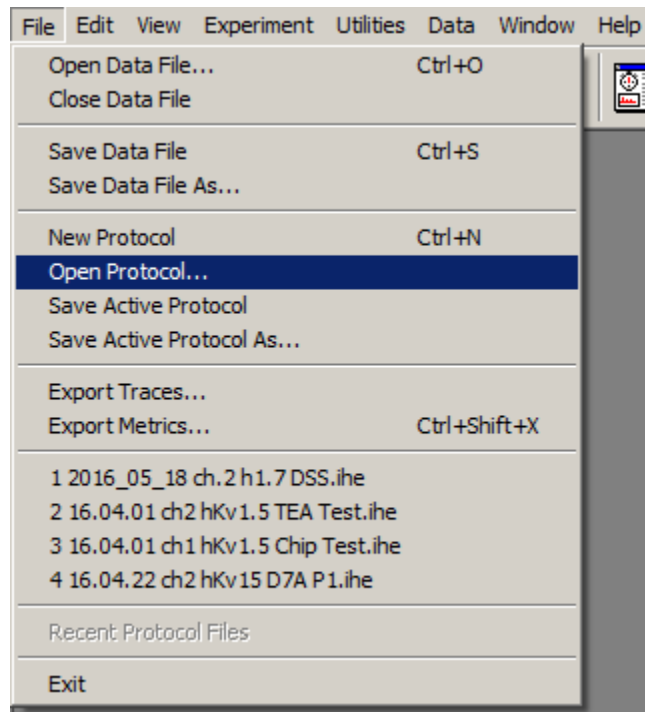 File Edit View Experiment Utilities Data Window Help
Open Data File... Ctrl+O
Close Data File
Save Data File Ctrl+S
Save Data File As...
New Protocol Ctrl+N
Open Protocol...
Save Active Protocol
Save Active Protocol As...
Export Traces...
Export Metrics... Ctrl+Shift+X
1 2016_05_18 ch.2 h1.7 DSS.ihe
2 16.04.01 ch2 hKv1.5 TEA Test.ihe
3 16.04.01 ch1 hKv1.5 Chip Test.ihe
4 16.04.22 ch2 hKv15 D7A P1.ihe
Recent Protocol Files
Exit